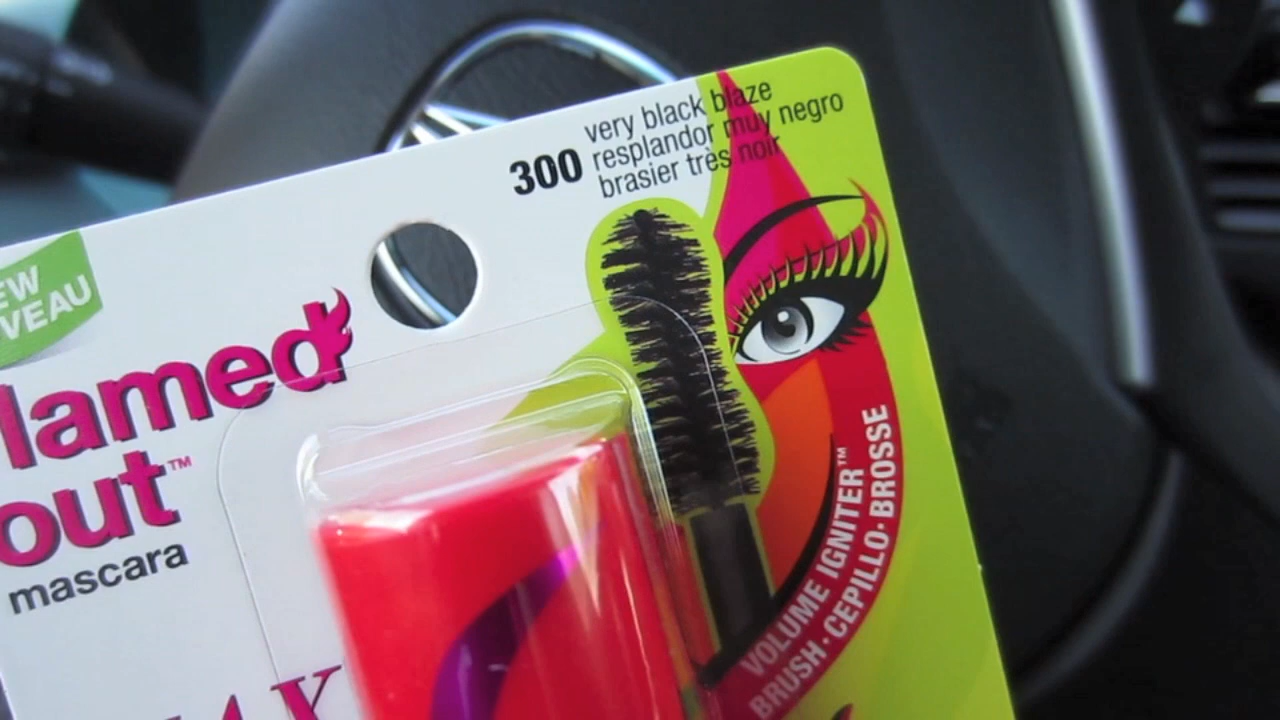 300
very black blaze
resplandor muy negro
brasier très noir
EW
VEAU
lamed
out™
mascara
4X
VOLUME IGNITER™
BRUSH · CEPILLO · BROSSE